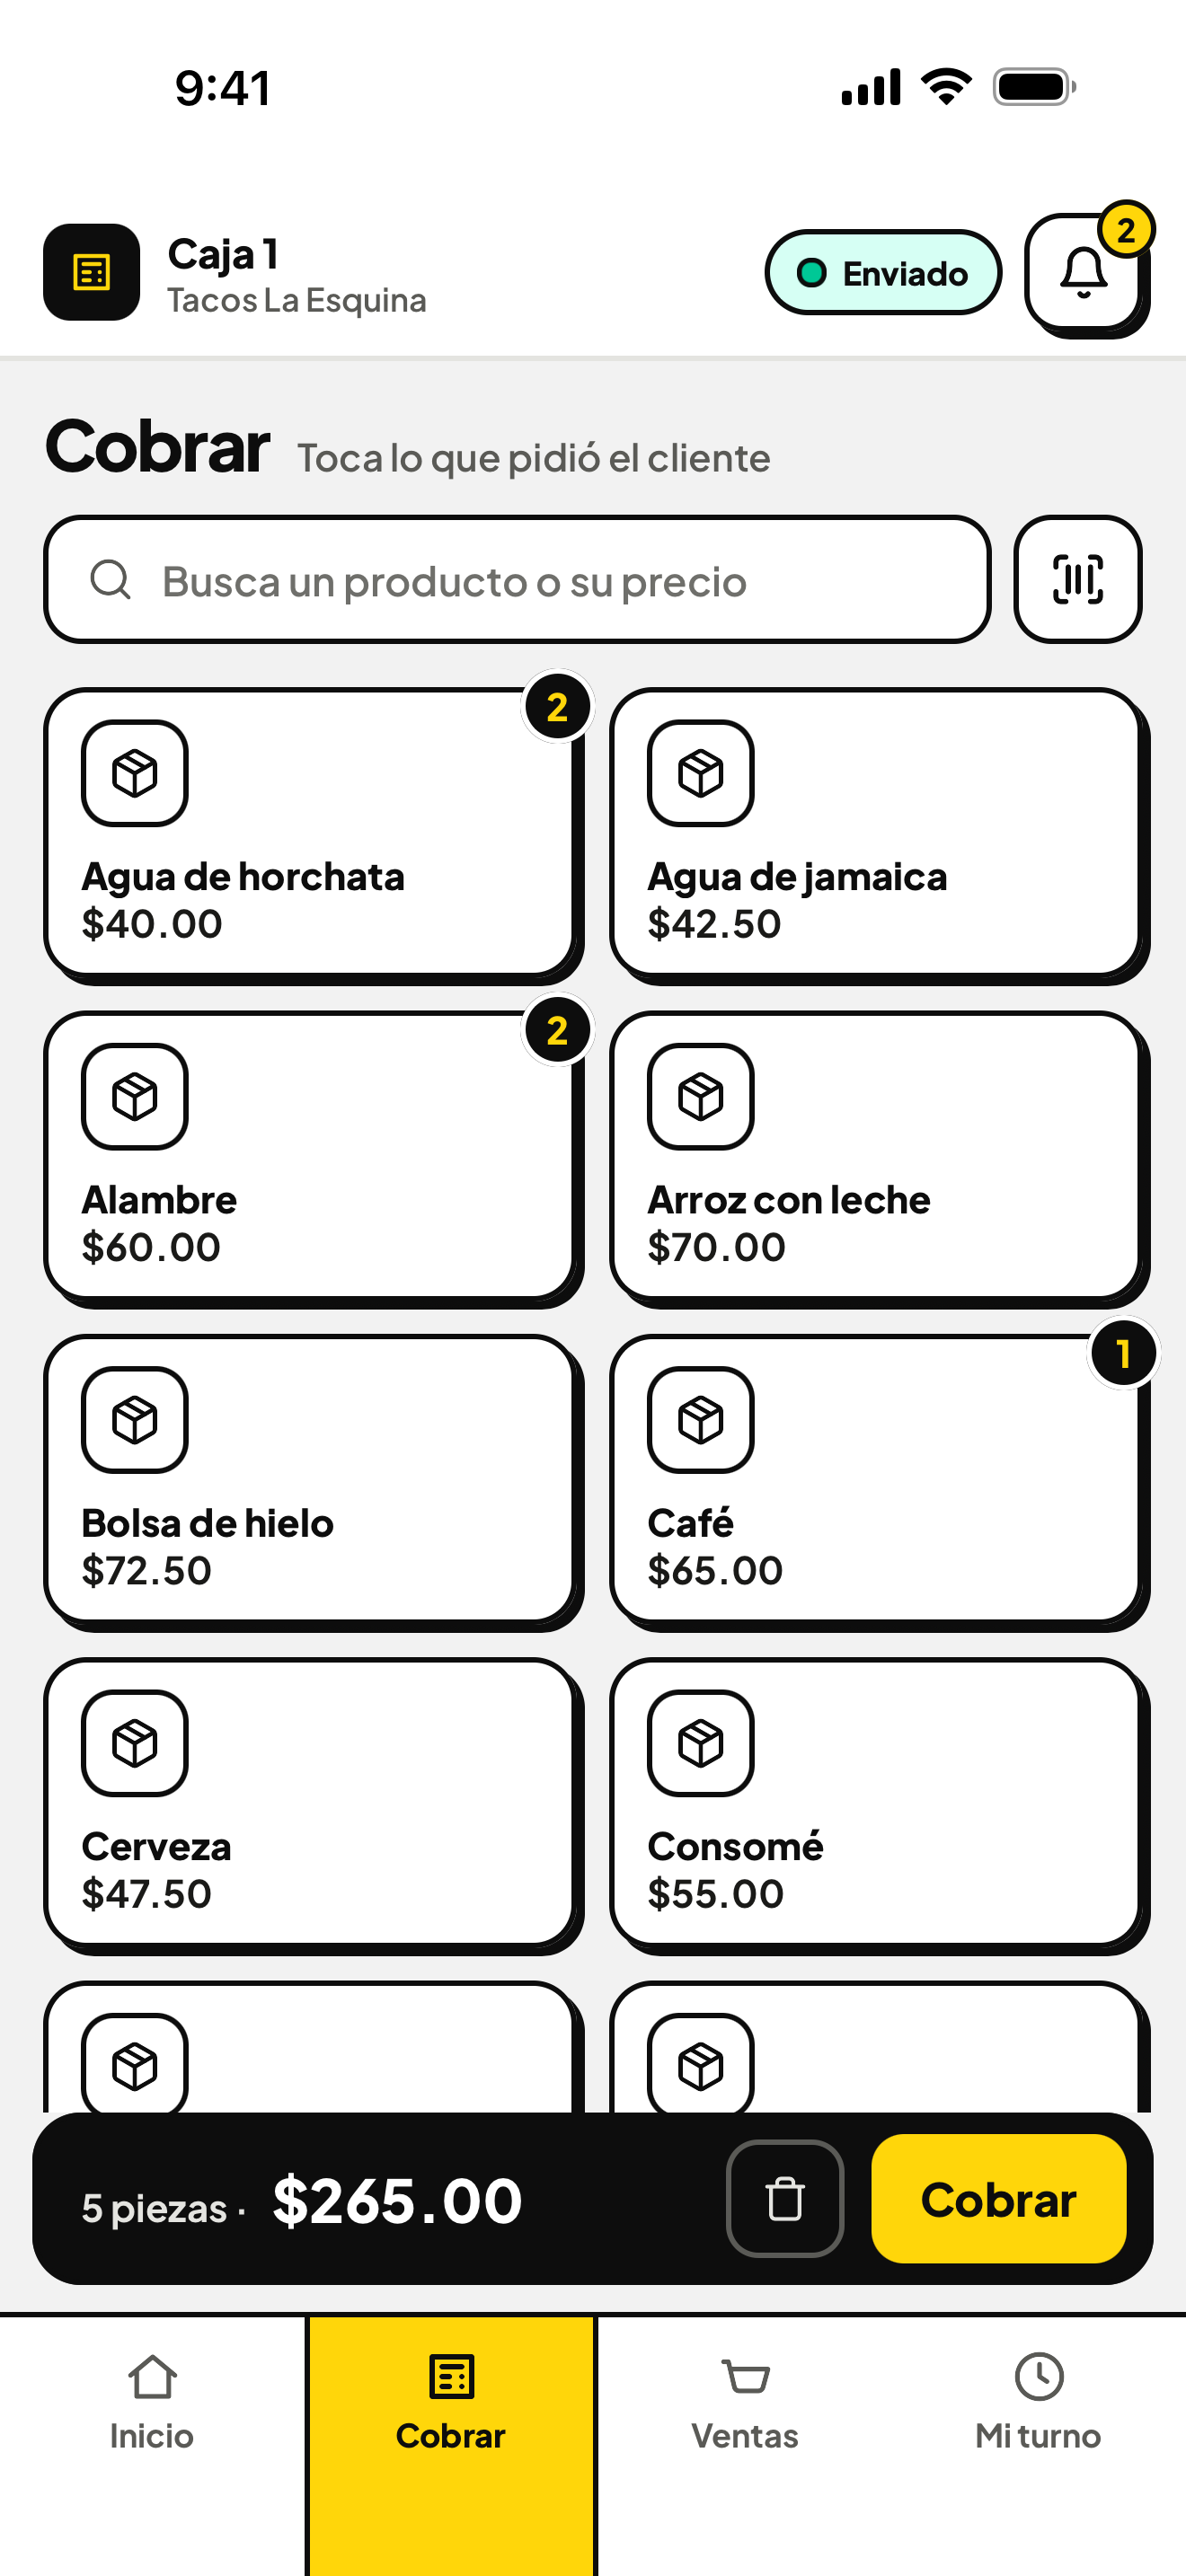 9:41
Caja 1
Tacos La Esquina
Enviado
2
Cobrar Toca lo que pidió el cliente
Busca un producto o su precio
2
Agua de horchata
$40.00
Agua de jamaica
$42.50
2
Alambre
$60.00
Arroz con leche
$70.00
Bolsa de hielo
$72.50
1
Café
$65.00
Cerveza
$47.50
Consomé
$55.00
5 piezas · $265.00
Cobrar
Inicio
Cobrar
Ventas
Mi turno